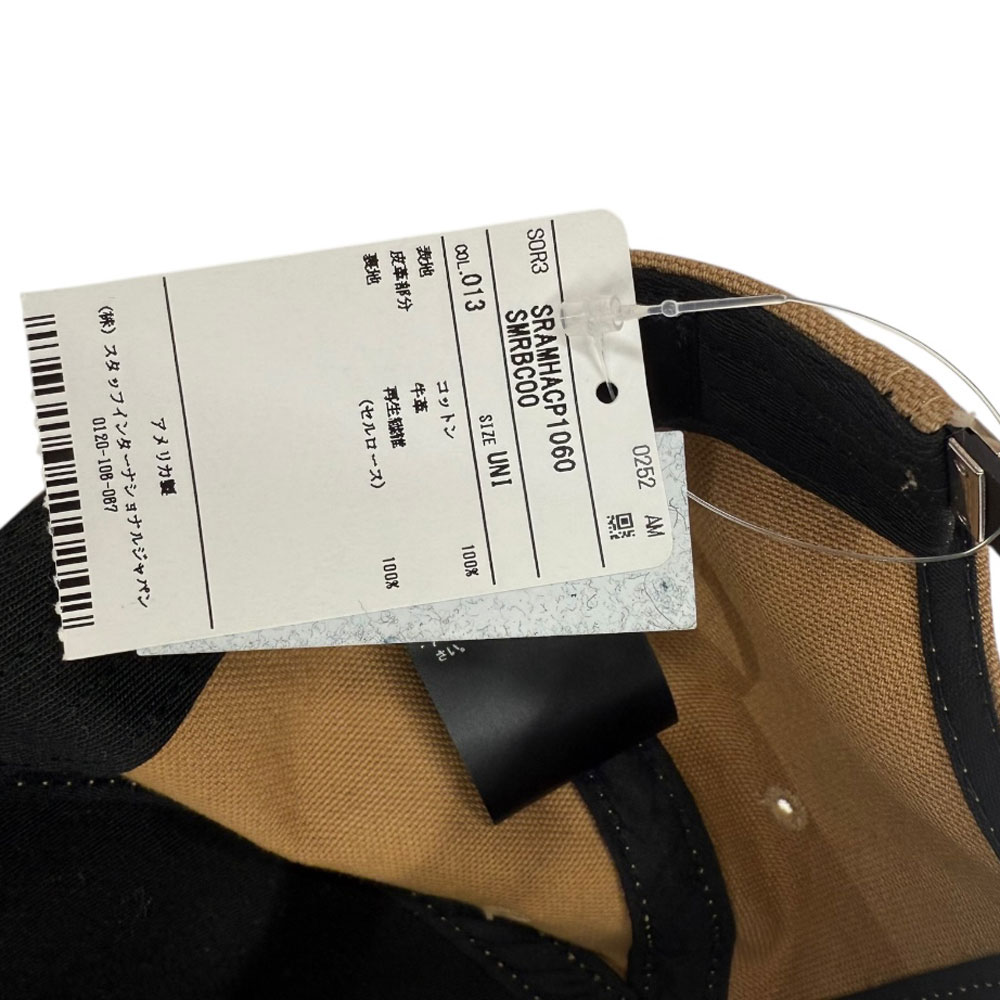 SOR3 0252 AM
SRAMHACP1060
SMRBC00
COL.013 SIZE UNI
表地 コットン 100%
皮革部分 牛革
裏地 再生繊維 100%
(セルロース)
アメリカ製
(株)スタッフインターナショナルジャパン
0120-106-067